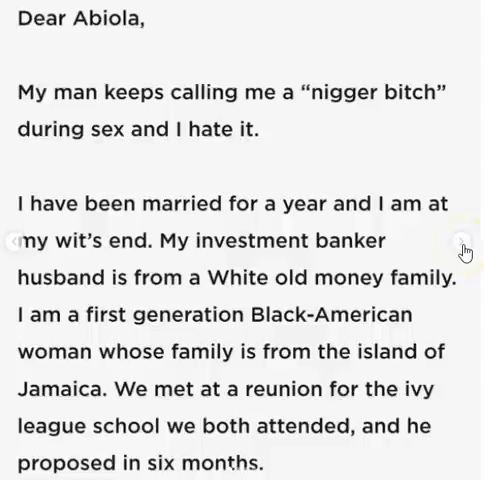 Dear Abiola,
My man keeps calling me a “nigger bitch”
during sex and I hate it.
I have been married for a year and I am at
my wit’s end. My investment banker
husband is from a White old money family.
I am a first generation Black-American
woman whose family is from the island of
Jamaica. We met at a reunion for the ivy
league school we both attended, and he
proposed in six months.